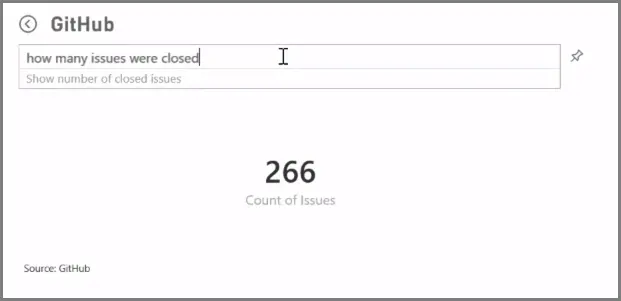 GitHub
how many issues were closed
Show number of closed issues
266
Count of Issues
Source: GitHub